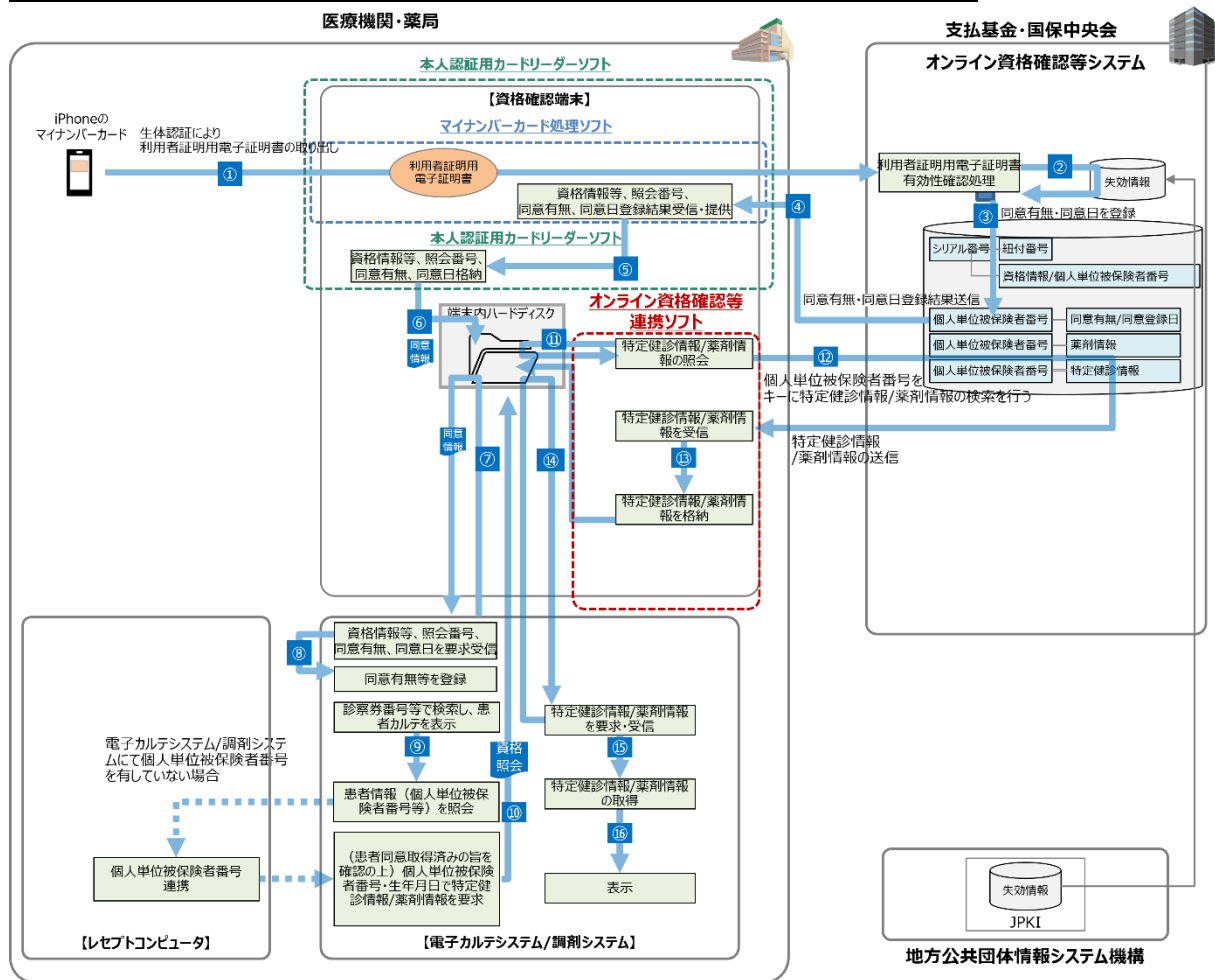 医療機関・薬局
支払基金・国保中央会
オンライン資格確認等システム
本人認証用カードリーダーソフト
【資格確認端末】
マイナンバーカード処理ソフト
iPhoneの
マイナンバーカード
生体認証により
利用者証明用電子証明書の取り出し
①
利用者証明用
電子証明書
利用者証明用電子証明書
有効性確認処理
②
失効情報
資格情報等、照会番号、
同意有無、同意日登録結果受信・提供
④
③
同意有無・同意日を登録
本人認証用カードリーダーソフト
⑤
資格情報等、照会番号、
同意有無、同意日格納
シリアル番号
紐付番号
資格情報/個人単位被保険者番号
同意有無・同意日登録結果送信
個人単位被保険者番号
同意有無/同意登録日
個人単位被保険者番号
薬剤情報
個人単位被保険者番号
特定健診情報
オンライン資格確認等
連携ソフト
⑥
同意
情報
端末内ハードディスク
⑪
特定健診情報/薬剤情
報の照会
⑫
個人単位被保険者番号を
キーに特定健診情報/薬剤情報の検索を行う
特定健診情報/薬剤情
報を受信
特定健診情報
/薬剤情報の送信
同意
情報
⑦
⑭
⑬
特定健診情報/薬剤情
報を格納
⑧
資格情報等、照会番号、
同意有無、同意日を要求受信
同意有無等を登録
診察券番号等で検索し、患
者カルテを表示
特定健診情報/薬剤情報
を要求・受信
電子カルテシステム/調剤システ
ムにて個人単位被保険者番号
を有していない場合
⑨
資格
照会
⑮
患者情報（個人単位被保
険者番号等）を照会
⑩
特定健診情報/薬剤情報
の取得
⑯
個人単位被保険者番号
連携
（患者同意取得済みの旨を
確認の上）個人単位被保険
者番号・生年月日で特定健
診情報/薬剤情報を要求
表示
【レセプトコンピュータ】
【電子カルテシステム/調剤システム】
失効情報
JPKI
地方公共団体情報システム機構